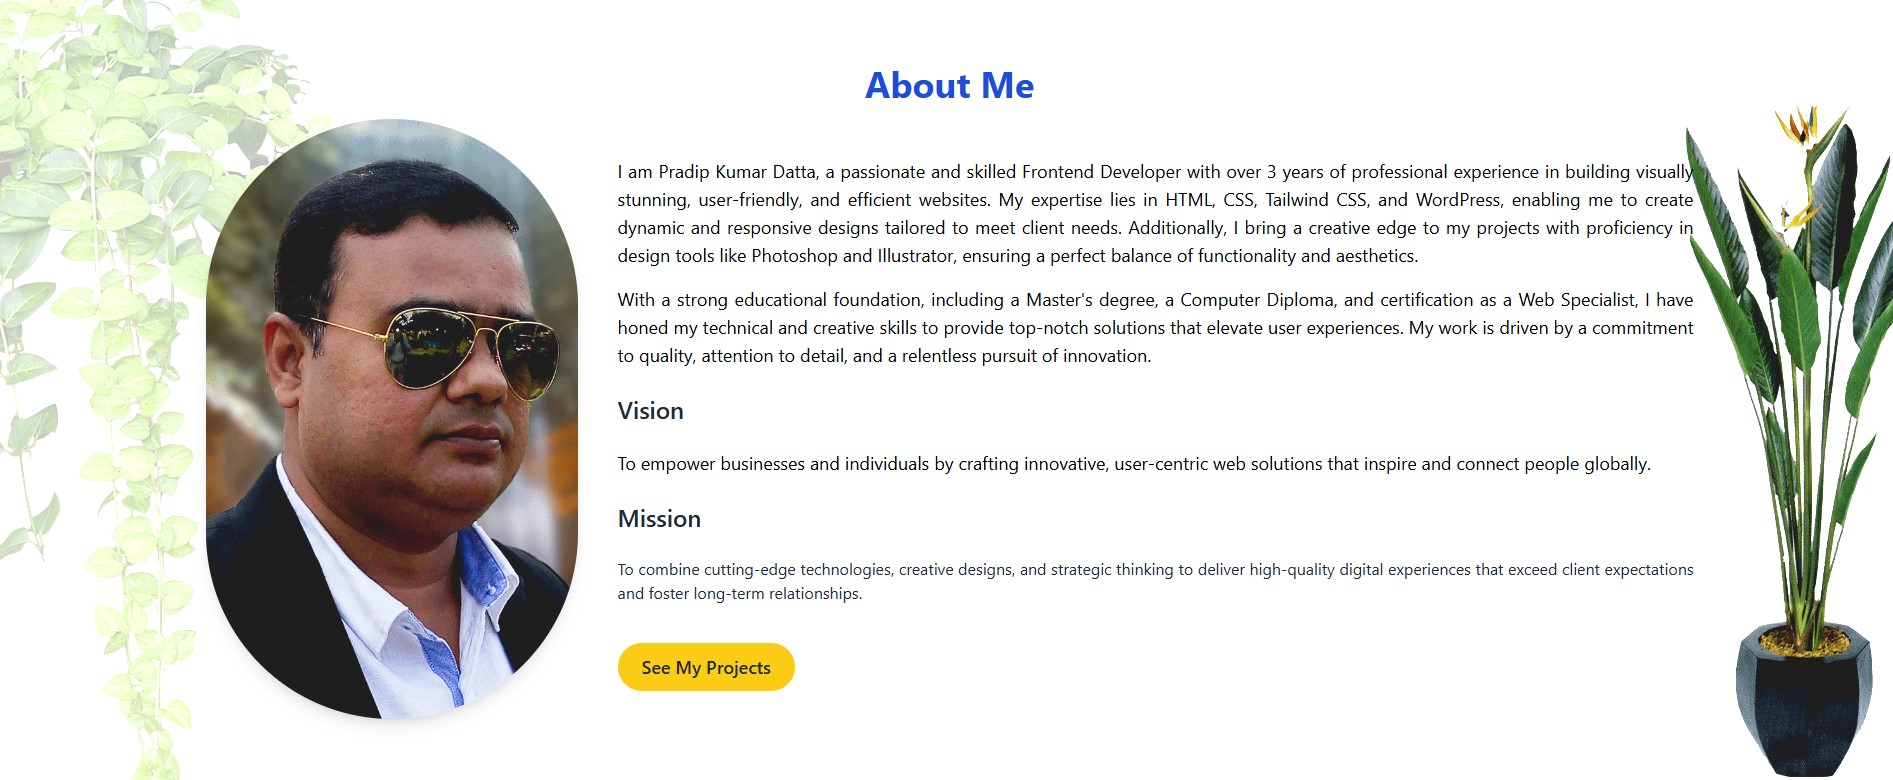 About Me
I am Pradip Kumar Datta, a passionate and skilled Frontend Developer with over 3 years of professional experience in building visually
stunning, user-friendly, and efficient websites. My expertise lies in HTML, CSS, Tailwind CSS, and WordPress, enabling me to create
dynamic and responsive designs tailored to meet client needs. Additionally, I bring a creative edge to my projects with proficiency in
design tools like Photoshop and Illustrator, ensuring a perfect balance of functionality and aesthetics.
With a strong educational foundation, including a Master's degree, a Computer Diploma, and certification as a Web Specialist, I have
honed my technical and creative skills to provide top-notch solutions that elevate user experiences. My work is driven by a commitment
to quality, attention to detail, and a relentless pursuit of innovation.
Vision
To empower businesses and individuals by crafting innovative, user-centric web solutions that inspire and connect people globally.
Mission
To combine cutting-edge technologies, creative designs, and strategic thinking to deliver high-quality digital experiences that exceed client expectations
and foster long-term relationships.
See My Projects